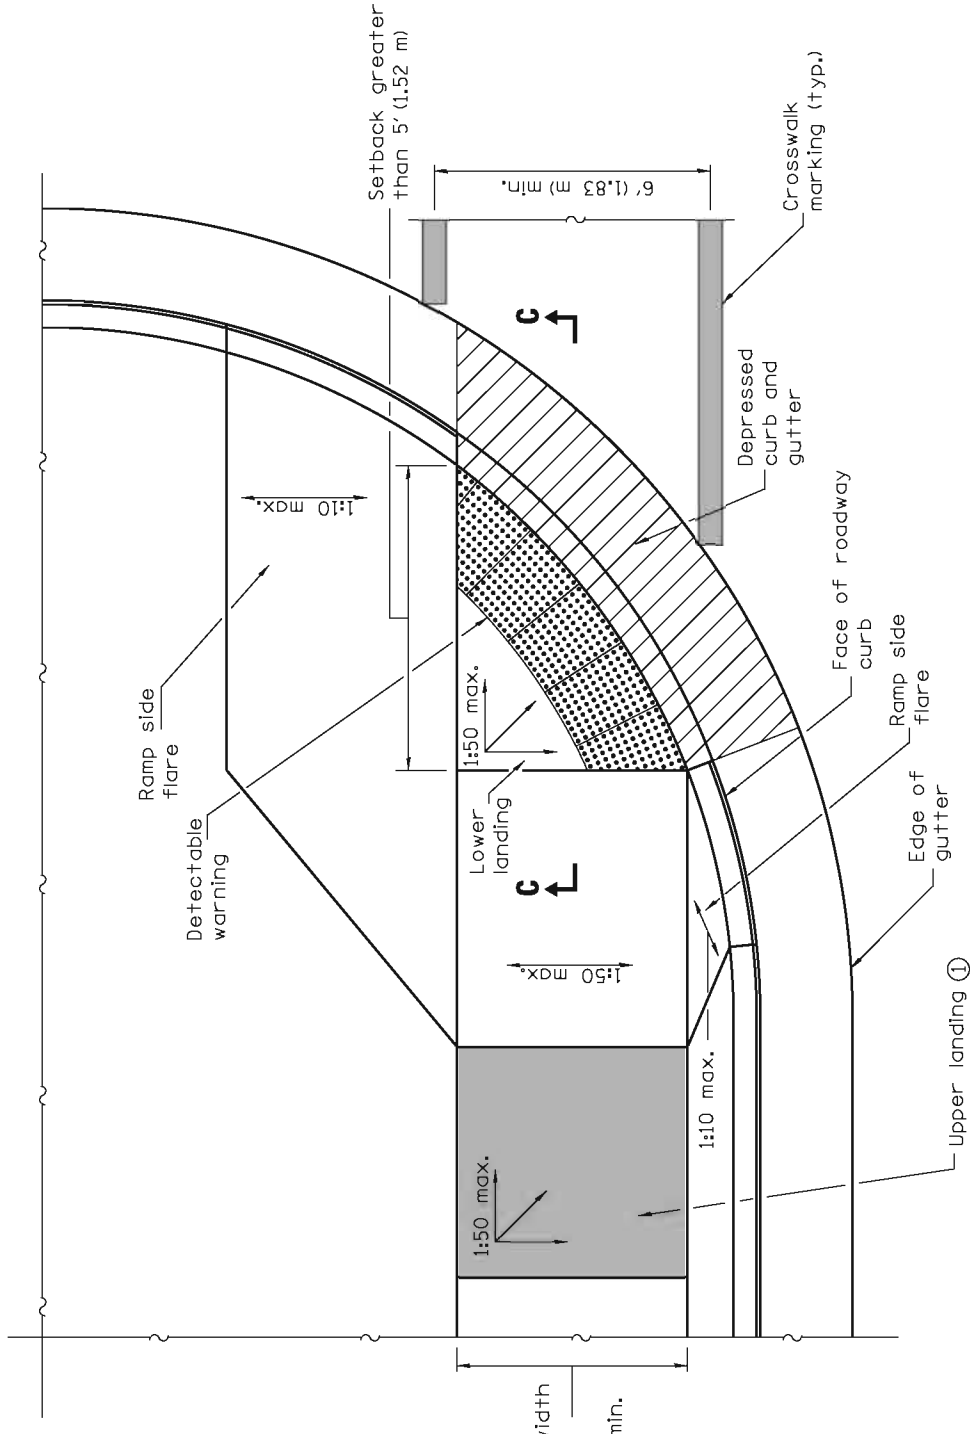 Setback greater
than 5' (1.52 m)
6' (1.83 m) min.
Crosswalk
marking (typ.)
C
Depressed
curb and
gutter
1:10 max.
Face of roadway
curb
Ramp side
flare
Ramp side
flare
1:50 max.
Lower
landing
Detectable
warning
C
Edge of
gutter
1:50 max.
1:10 max.
Upper landing 1
1:50 max.
min.